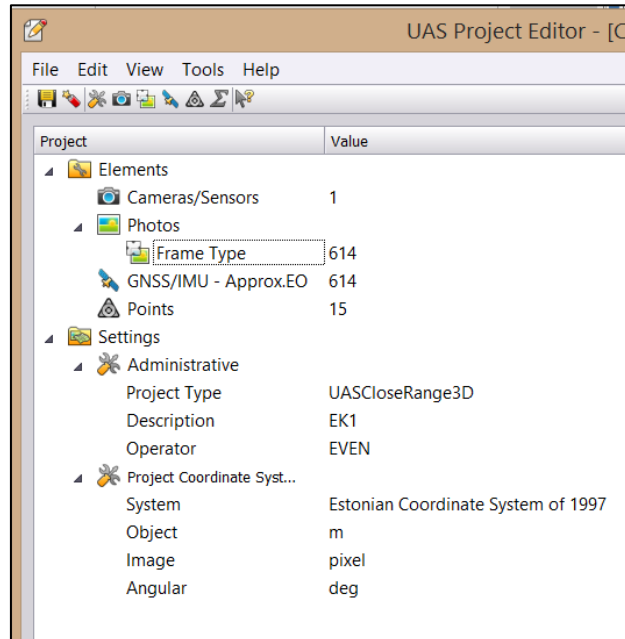 UAS Project Editor - [C
File Edit View Tools Help
Project Value
Elements
Cameras/Sensors 1
Photos
Frame Type 614
GNSS/IMU - Approx.EO 614
Points 15
Settings
Administrative
Project Type UASCloseRange3D
Description EK1
Operator EVEN
Project Coordinate Syst...
System Estonian Coordinate System of 1997
Object m
Image pixel
Angular deg